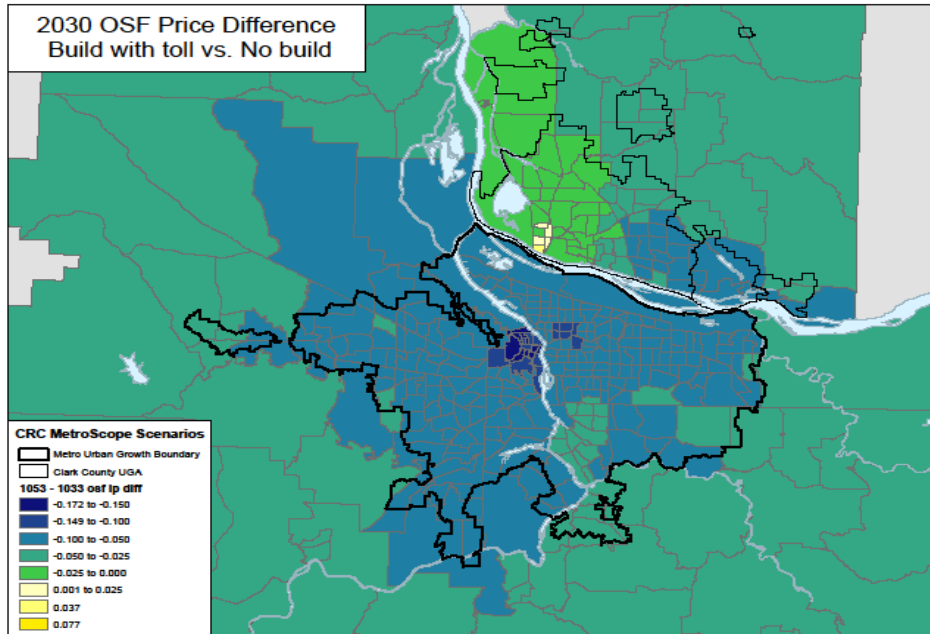 2030 OSF Price Difference
Build with toll vs. No build
CRC MetroScope Scenarios
Metro Urban Growth Boundary
Clark County UGA
1053 - 1033 osf lp diff
-0.172 to -0.150
-0.149 to -0.100
-0.100 to -0.050
-0.050 to -0.025
-0.025 to 0.000
0.001 to 0.025
0.037
0.077